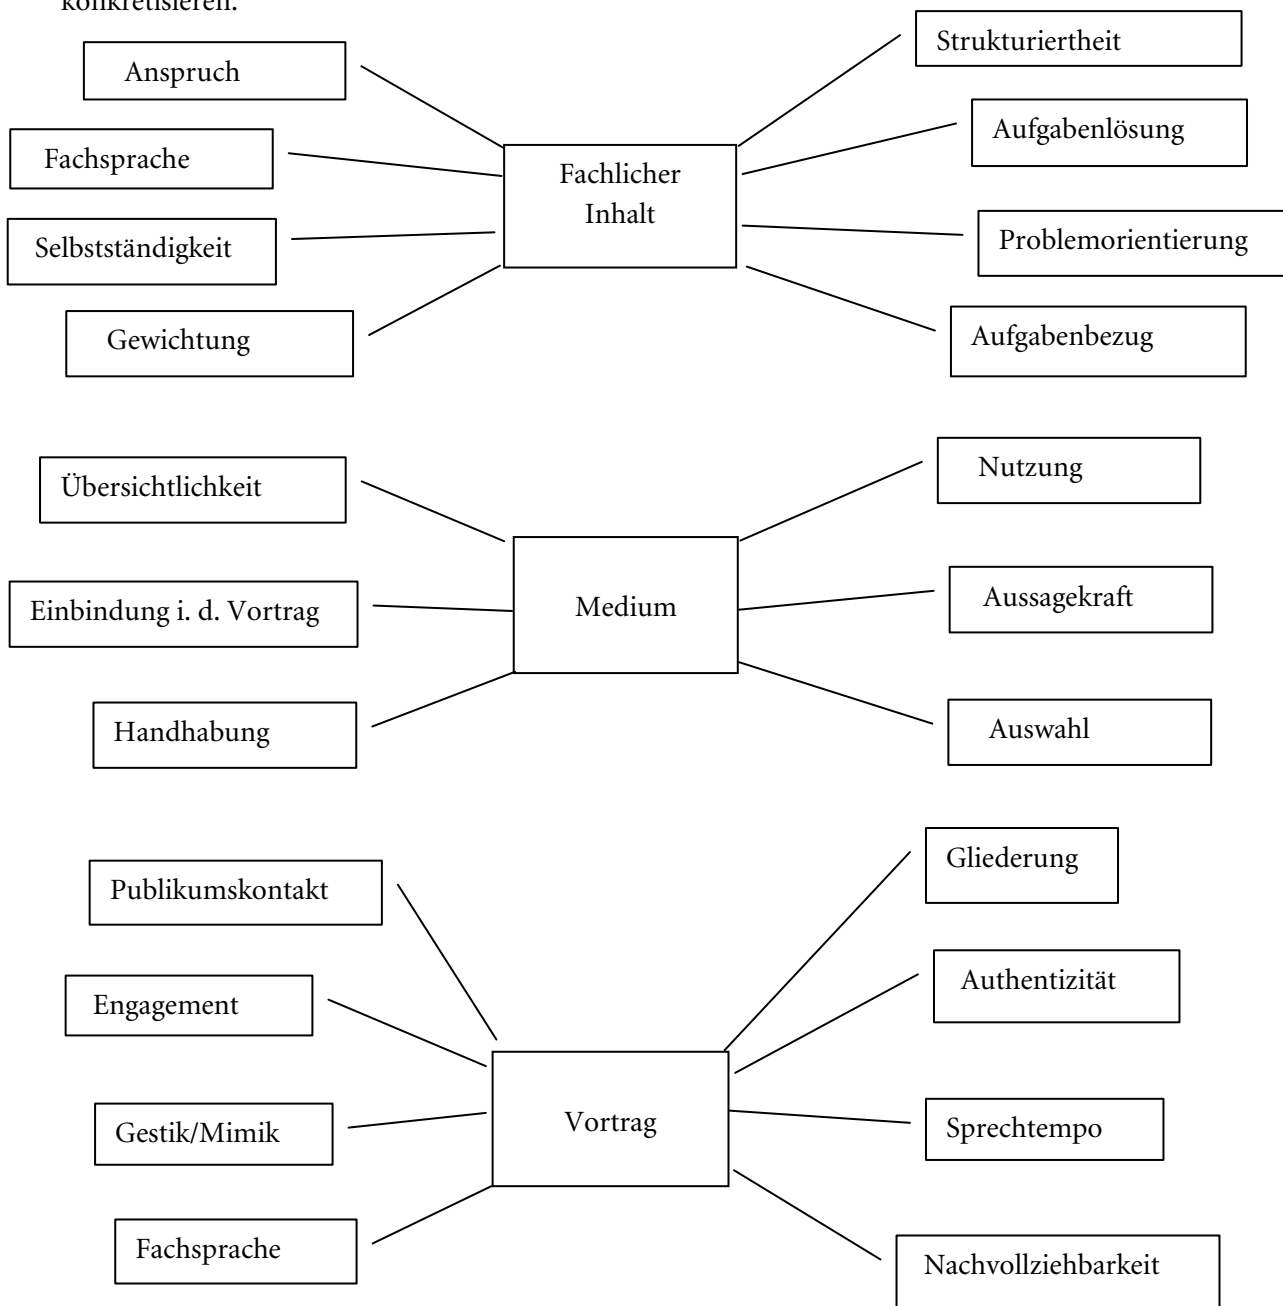 konkretisieren.
Anspruch
Fachsprache
Selbstständigkeit
Gewichtung
Fachlicher
Inhalt
Strukturiertheit
Aufgabenlösung
Problemorientierung
Aufgabenbezug
Übersichtlichkeit
Einbindung i. d. Vortrag
Handhabung
Medium
Nutzung
Aussagekraft
Auswahl
Publikumskontakt
Engagement
Gestik/Mimik
Fachsprache
Vortrag
Gliederung
Authentizität
Sprechtempo
Nachvollziehbarkeit